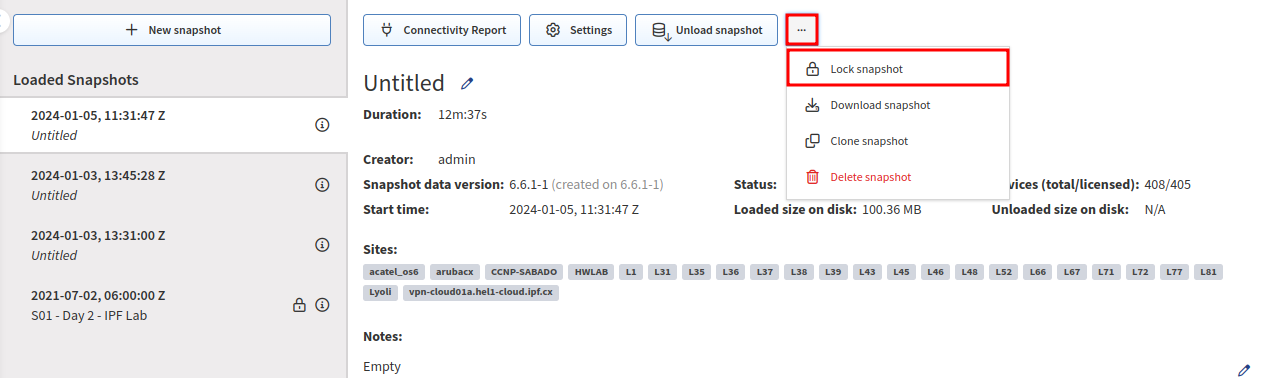 New snapshot
Loaded Snapshots
2024-01-05, 11:31:47 Z
Untitled
2024-01-03, 13:45:28 Z
Untitled
2024-01-03, 13:31:00 Z
Untitled
2021-07-02, 06:00:00 Z
S01 - Day 2 - IPF Lab
Connectivity Report Settings Unload snapshot ...
Lock snapshot
Download snapshot
Clone snapshot
Delete snapshot
Untitled
Duration: 12m:37s
Creator: admin
Snapshot data version: 6.6.1-1 (created on 6.6.1-1) Status: (total/licensed): 408/405
Start time: 2024-01-05, 11:31:47 Z Loaded size on disk: 100.36 MB Unloaded size on disk: N/A
Sites:
acatel_os6 arubacx CCNP-SABADO HWLAB L1 L31 L35 L36 L37 L38 L39 L43 L45 L46 L48 L52 L66 L67 L71 L72 L77 L81
Lyoli vpn-cloud01a.hel1-cloud.ipf.cx
Notes:
Empty